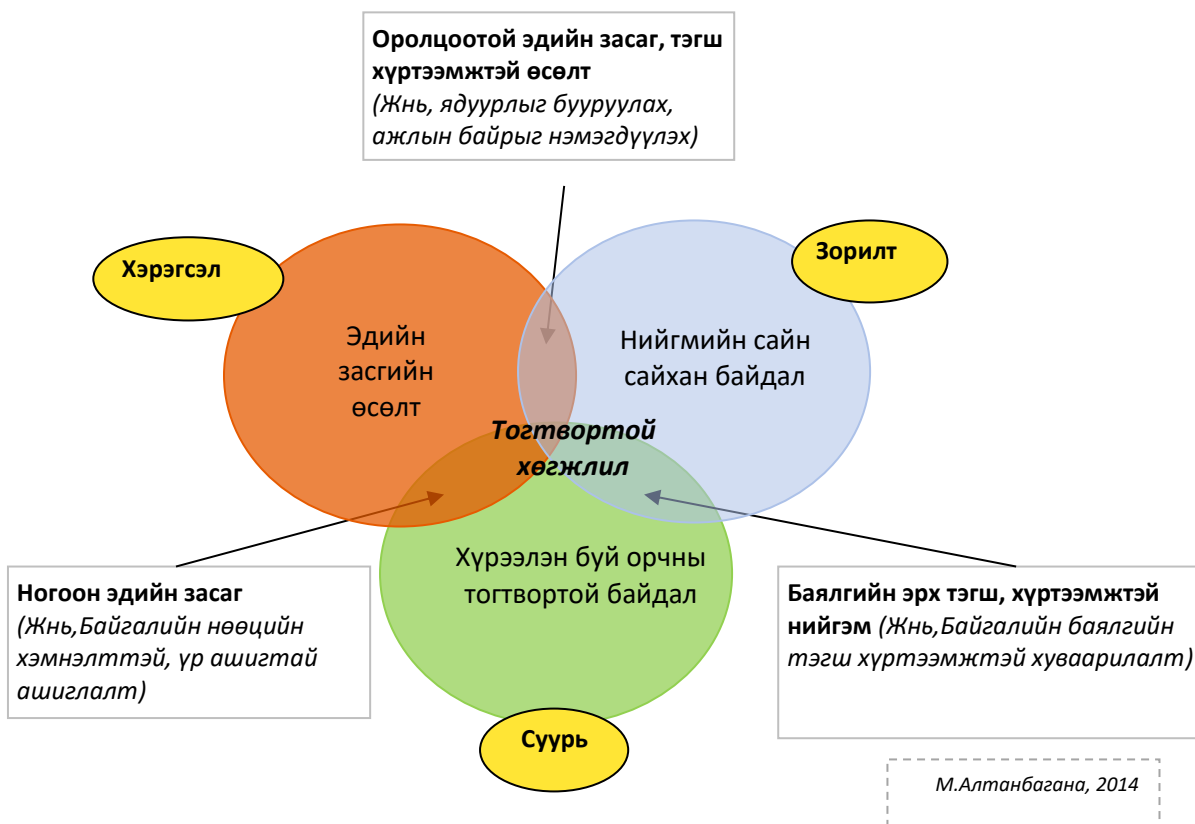 Оролцоотой эдийн засаг, тэгш
хүртээмжтэй өсөлт
(Жнь, ядуурлыг бууруулах,
ажлын байрыг нэмэгдүүлэх)
Хэрэгсэл
Зорилт
Эдийн
засгийн
өсөлт
Нийгмийн сайн
сайхан байдал
Тогтвортой
хөгжлил
Хүрээлэн буй орчны
тогтвортой байдал
Ногоон эдийн засаг
(Жнь,Байгалийн нөөцийн
хэмнэлттэй, үр ашигтай
ашиглалт)
Баялгийн эрх тэгш, хүртээмжтэй
нийгэм (Жнь,Байгалийн баялгийн
тэгш хүртээмжтэй хуваарилалт)
Суурь
М.Алтанбагана, 2014